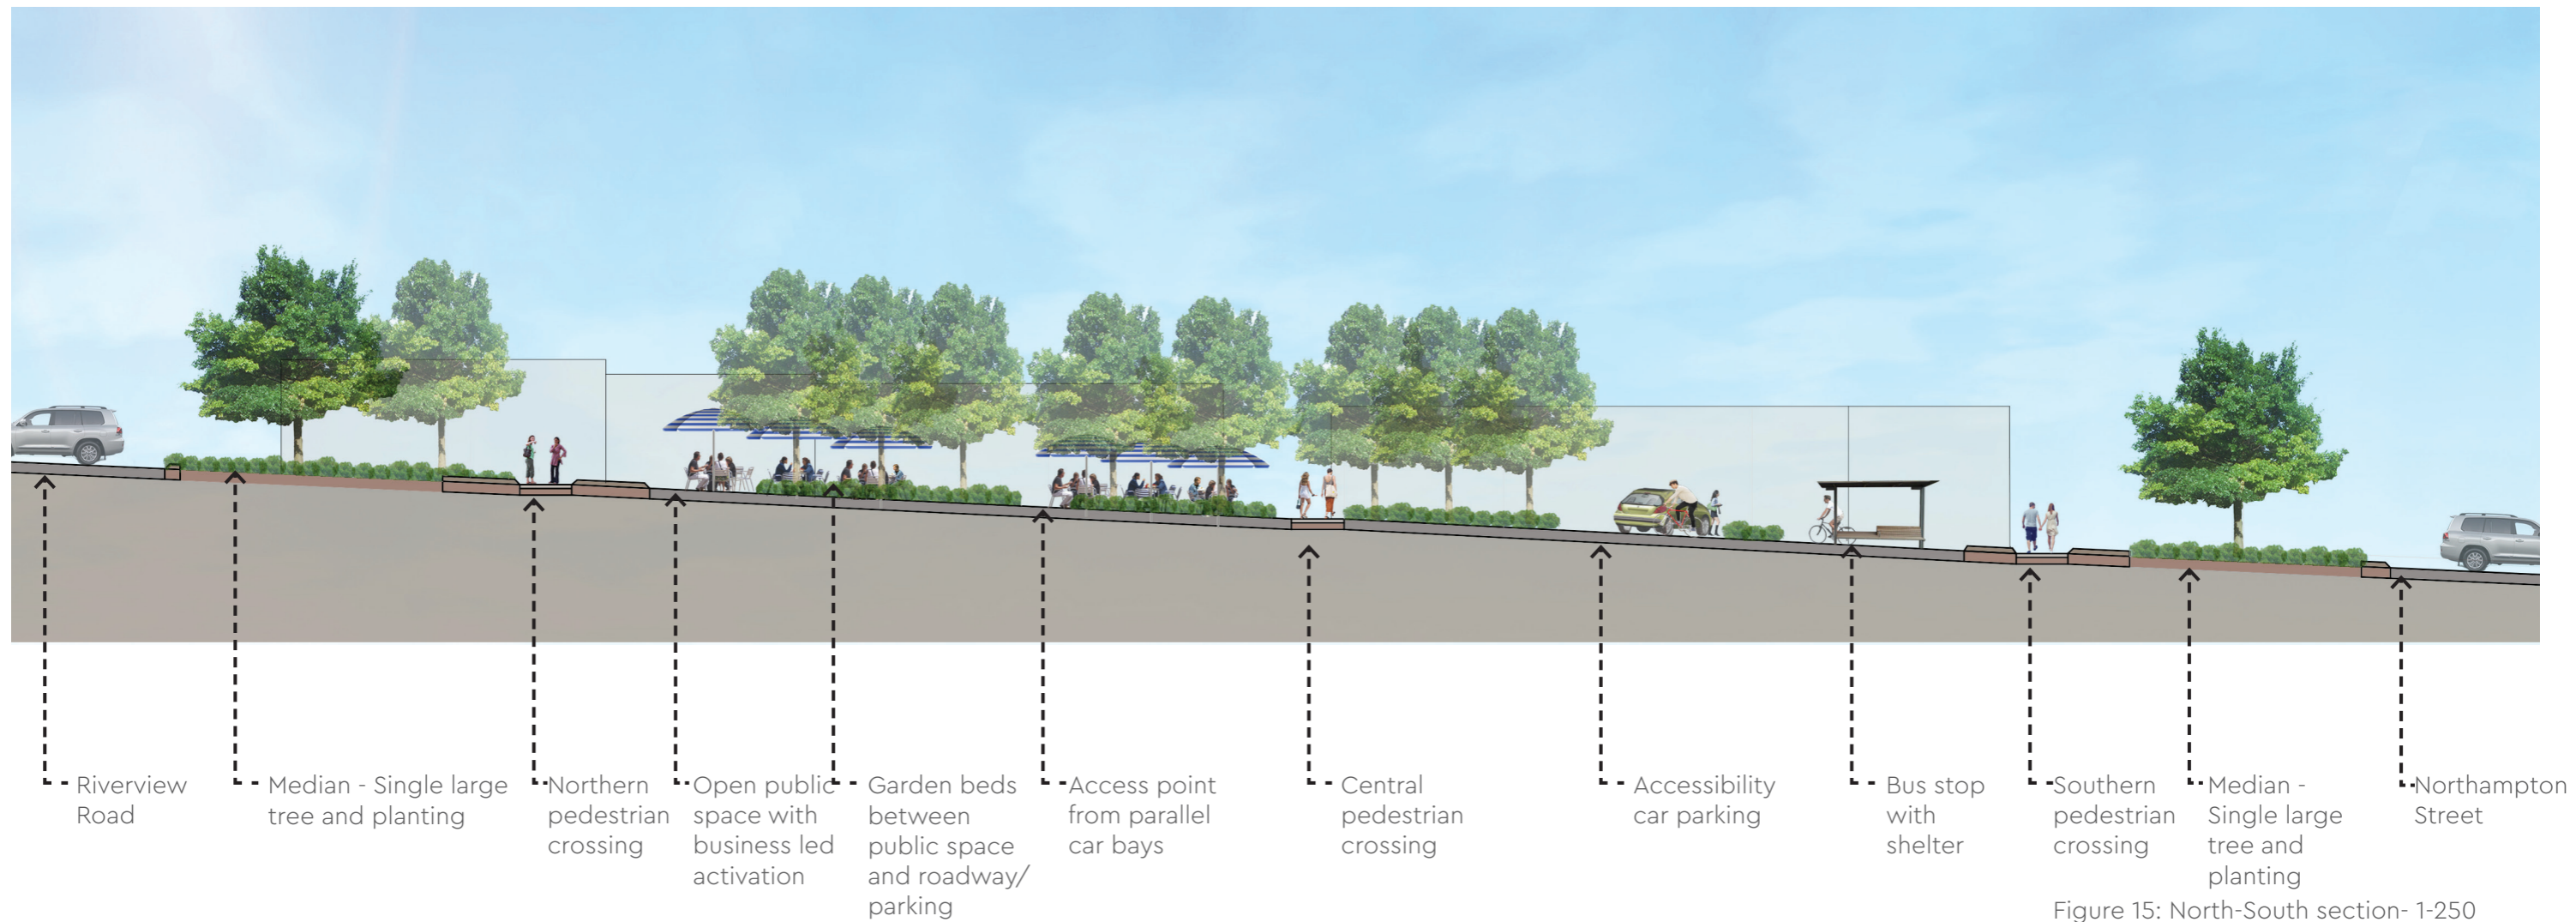 Riverview
Road
Median - Single large
tree and planting
Northern
pedestrian
crossing
Open public
space with
business led
activation
Garden beds
between
public space
and roadway/
parking
Access point
from parallel
car bays
Central
pedestrian
crossing
Accessibility
car parking
Bus stop
with
shelter
Southern
pedestrian
crossing
Median -
Single large
tree and
planting
Northampton
Street
Figure 15: North-South section- 1-250